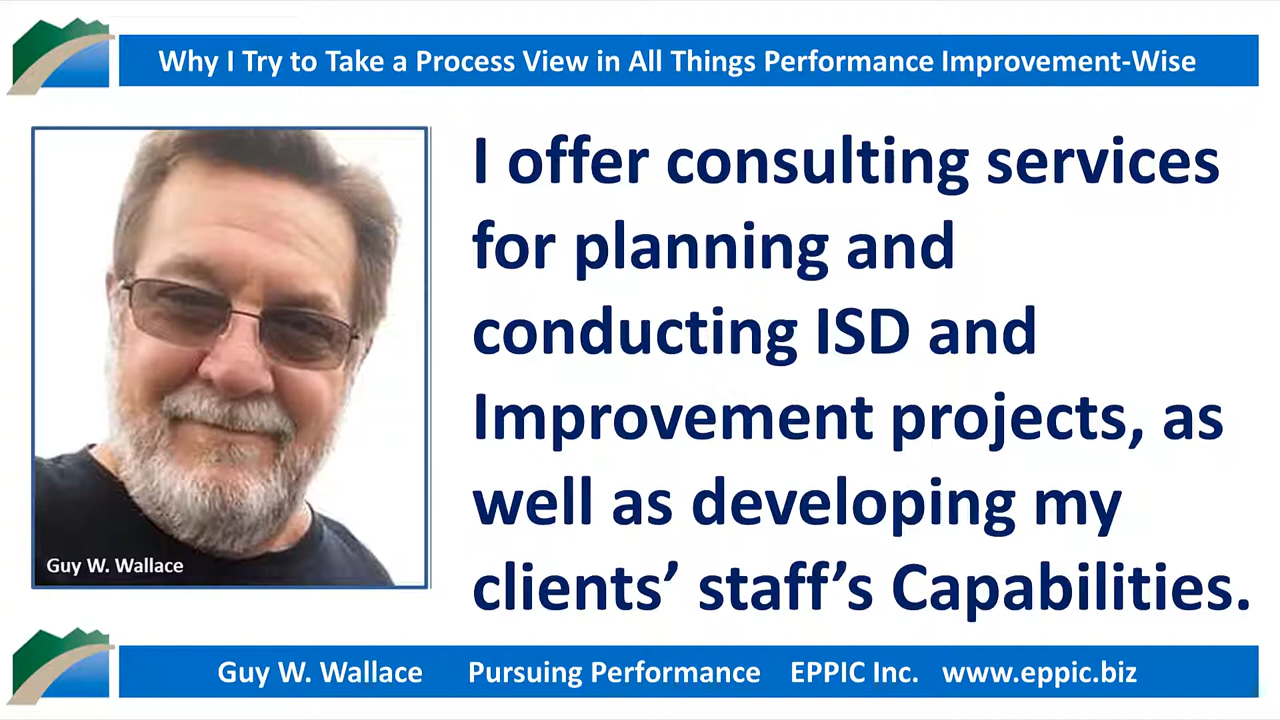 Why I Try to Take a Process View in All Things Performance Improvement-Wise
I offer consulting services
for planning and
conducting ISD and
Improvement projects, as
well as developing my
clients’ staff’s Capabilities.
Guy W. Wallace
Guy W. Wallace Pursuing Performance EPPIC Inc. www.eppic.biz